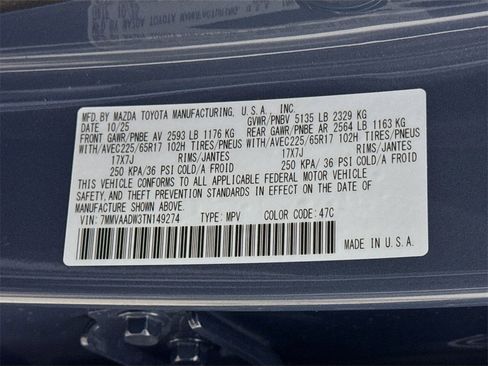 MFD. BY MAZDA TOYOTA MANUFACTURING, U.S.A., INC.
DATE 10/25 GVWR/PNBV 5135 LB 2329 KG
FRONT GAWR/PNBE AV 2593 LB 1176 KG REAR GAWR/PNBE AR 2564 LB 1163 KG
WITH/AVEC225/65R17 102H TIRES/PNEUS WITH/AVEC225/65R17 102H TIRES/PNEUS
17X7J RIMS/JANTES 17X7J RIMS/JANTES
250 KPA/36 PSI COLD/A FROID 250 KPA/36 PSI COLD/A FROID
THIS VEHICLE CONFORMS TO ALL APPLICABLE FEDERAL MOTOR VEHICLE
SAFETY, AND THEFT PREVENTION STANDARDS IN EFFECT ON THE DATE OF
MANUFACTURE SHOWN ABOVE.
VIN: 7MMVAADW3TN149274 TYPE: MPV COLOR CODE: 47C
MADE IN U.S.A.